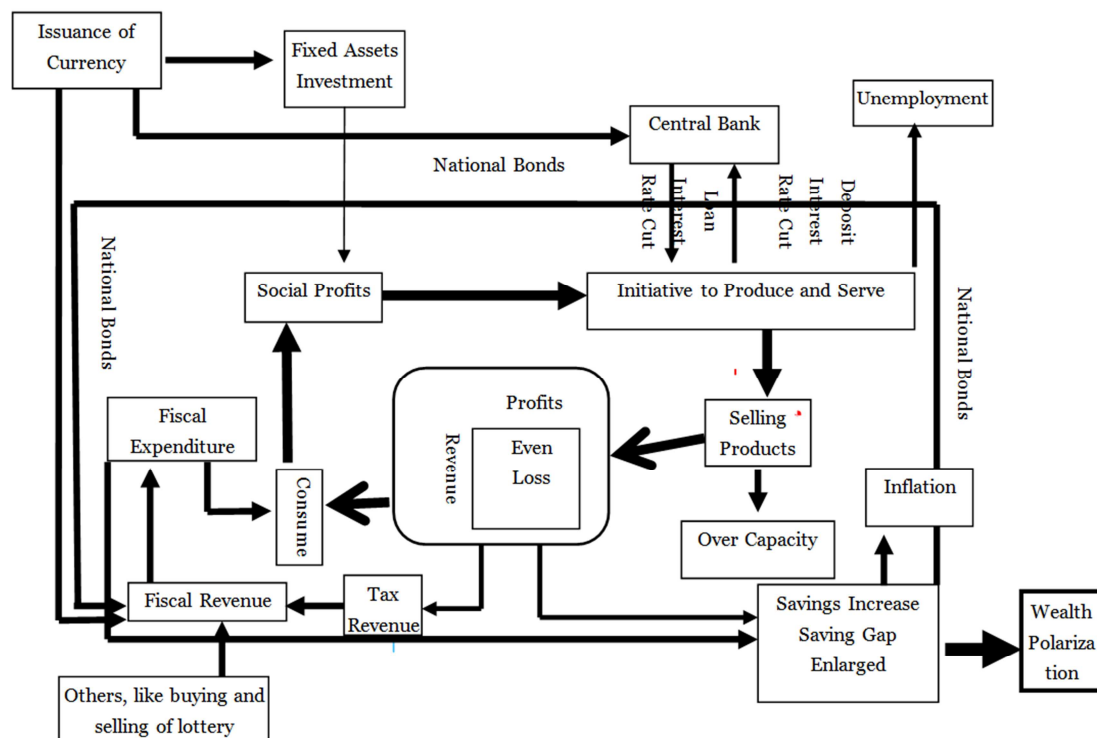 Issuance of
Currency
Fixed Assets
Investment
Unemployment
Central Bank
National Bonds
Rate Cut
Interest
Loan
Rate Cut
Interest
Deposit
National Bonds
Social Profits
Initiative to Produce and Serve
National Bonds
Profits
Revenue
Even
Loss
Selling
Products
Fiscal
Expenditure
Consume
Inflation
Over Capacity
Fiscal Revenue
Tax
Revenue
Savings Increase
Saving Gap
Enlarged
Wealth
Polariza
tion
Others, like buying and
selling of lottery